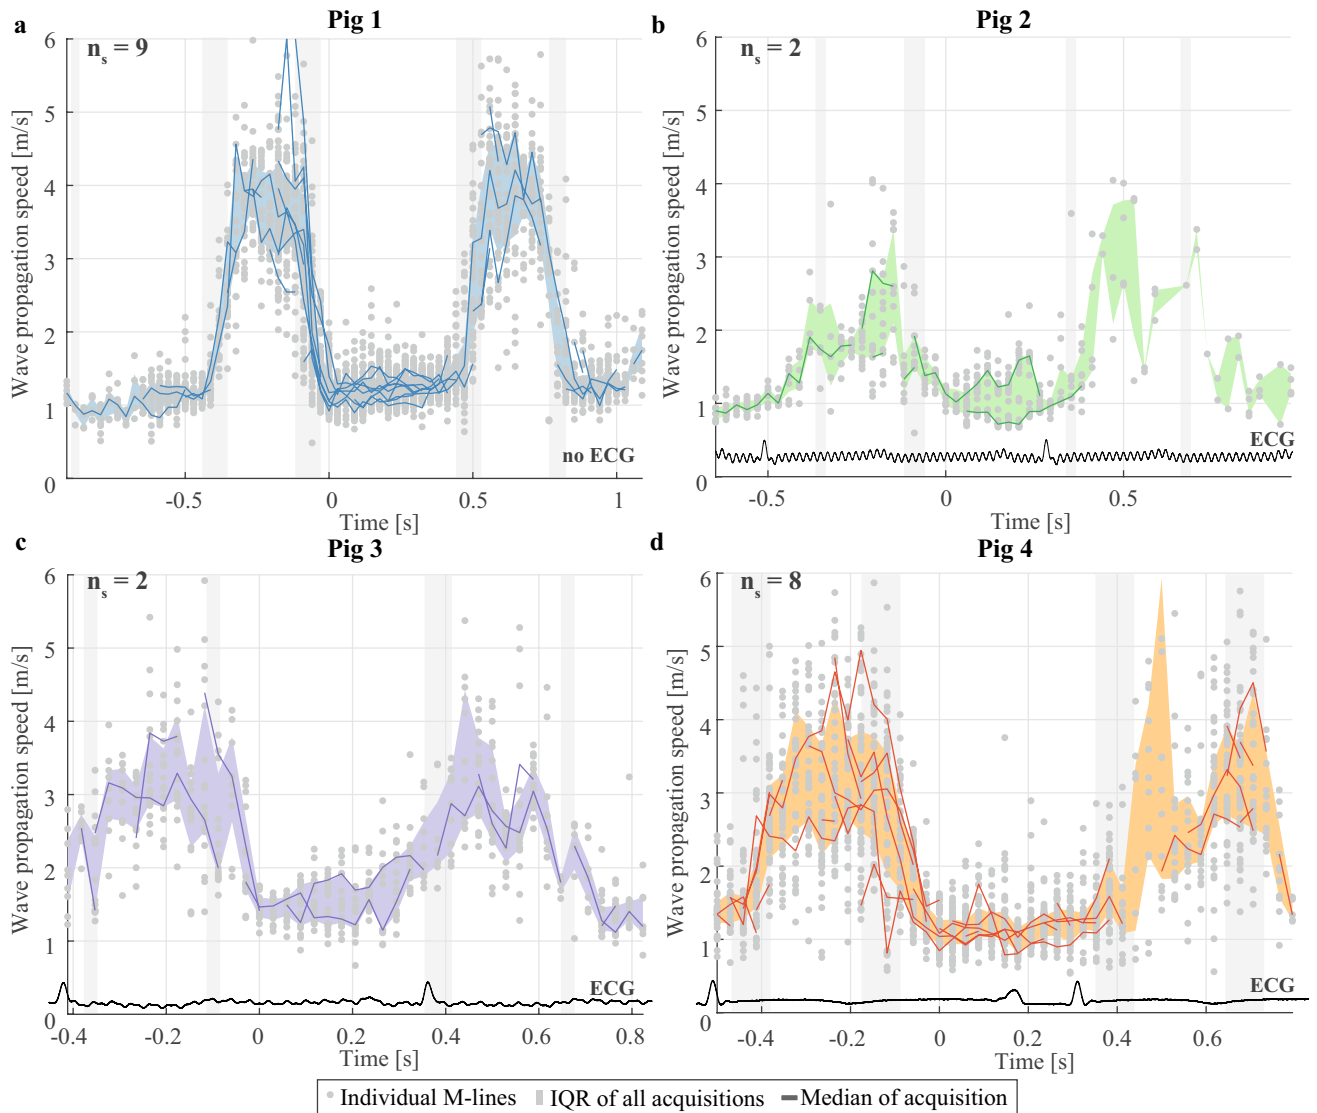 a
Pig 1
n_s = 9
Wave propagation speed [m/s]
6
5
4
3
2
1
0
no ECG
-0.5
0
0.5
1
Time [s]
b
Pig 2
n_s = 2
Wave propagation speed [m/s]
6
5
4
3
2
1
0
ECG
-0.5
0
0.5
Time [s]
c
Pig 3
n_s = 2
Wave propagation speed [m/s]
6
5
4
3
2
1
0
ECG
-0.4
-0.2
0
0.2
0.4
0.6
0.8
Time [s]
d
Pig 4
n_s = 8
Wave propagation speed [m/s]
6
5
4
3
2
1
0
ECG
-0.4
-0.2
0
0.2
0.4
0.6
Time [s]
Individual M-lines
IQR of all acquisitions
Median of acquisition